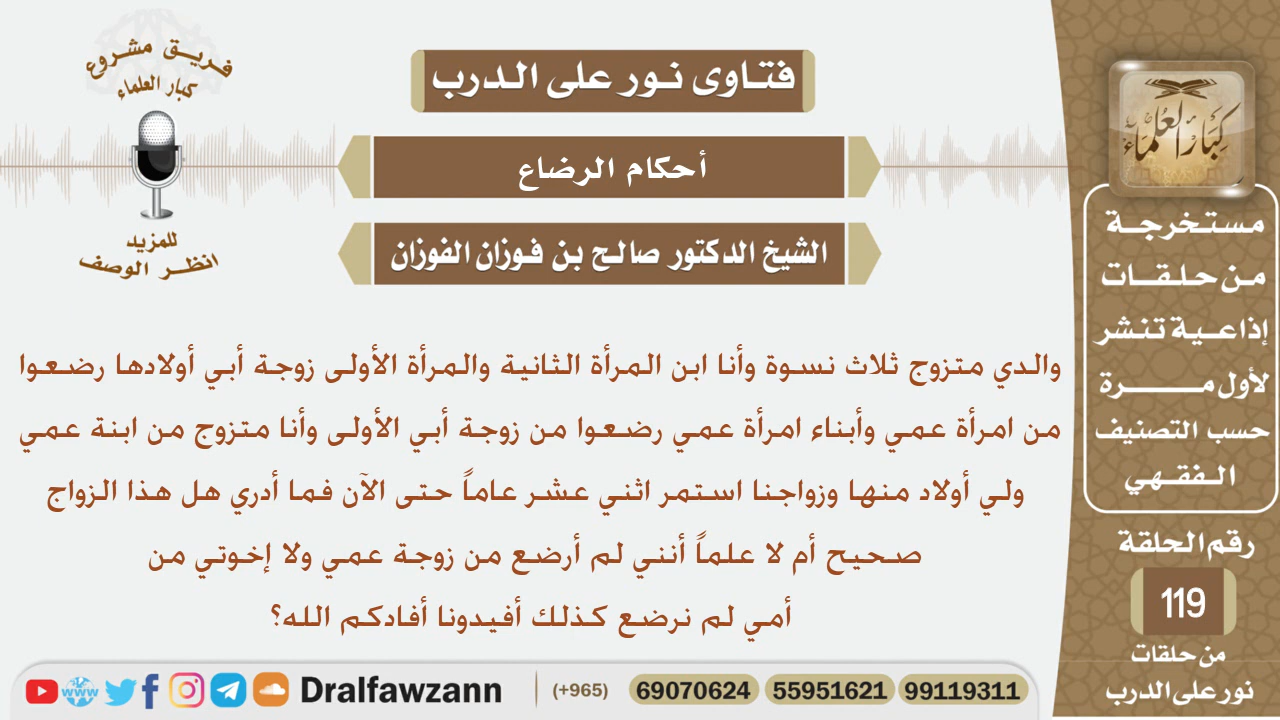 فريق مشروع
كبار العلماء
للمزيد
انظر الوصف
فتاوى نور على الدرب
أحكام الرضاع
الشيخ الدكتور صالح بن فوزان الفوزان
والدي متزوج ثلاث نسوة وأنا ابن المرأة الثانية والمرأة الأولى زوجة أبي أولادها رضعوا
من امرأة عمي وأبناء امرأة عمي رضعوا من زوجة أبي الأولى وأنا متزوج من ابنة عمي
ولي أولاد منها وزواجنا استمر اثني عشر عاماً حتى الآن فما أدري هل هذا الزواج
صحيح أم لا علماً أنني لم أرضع من زوجة عمي ولا إخوتي من
أمي لم نرضع كذلك أفيدونا أفادكم الله؟
كبار العلماء
مستخرجة
من حلقات
إذاعية تنشر
لأول مرة
حسب التصنيف
الفقهي
رقم الحلقة
119
من حلقات
نور على الدرب
www
Dralfawzann
(+965) 69070624 55951621 99119311